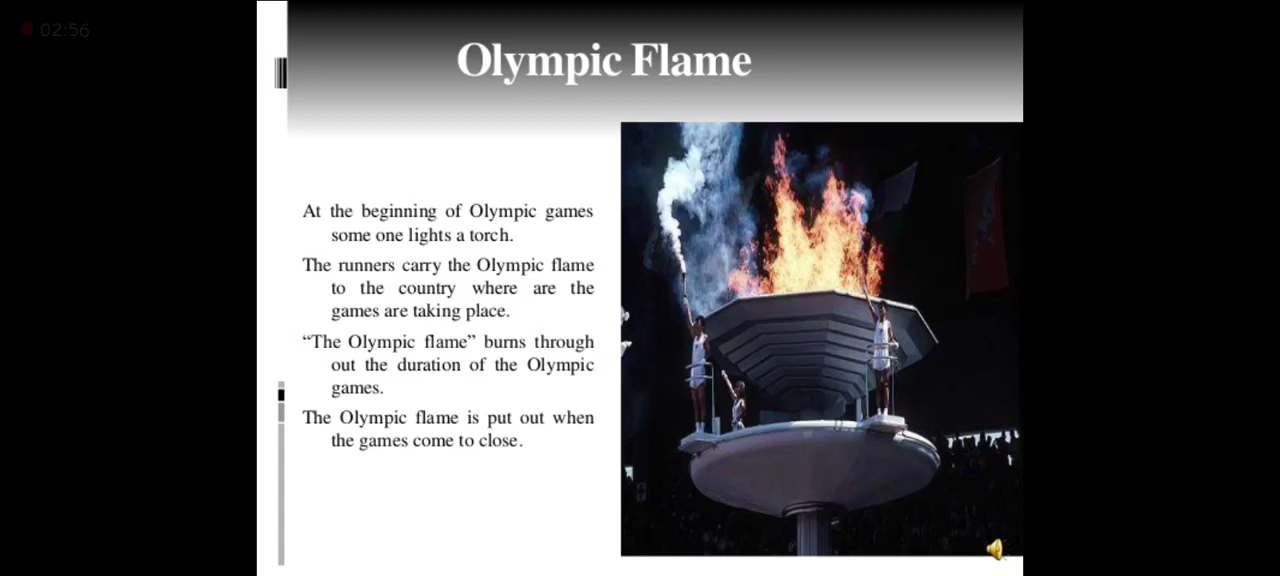 02:56
Olympic Flame
At the beginning of Olympic games
some one lights a torch.
The runners carry the Olympic flame
to the country where are the
games are taking place.
“The Olympic flame” burns through
out the duration of the Olympic
games.
The Olympic flame is put out when
the games come to close.